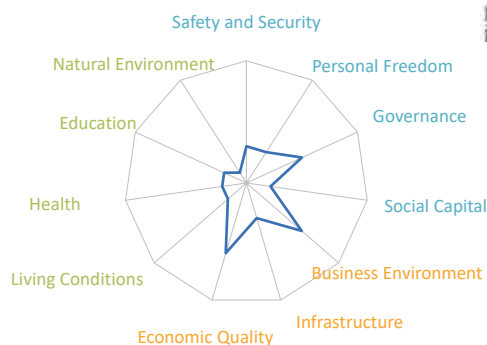 Safety and Security
Personal Freedom
Governance
Social Capital
Business Environment
Infrastructure
Economic Quality
Living Conditions
Health
Education
Natural Environment